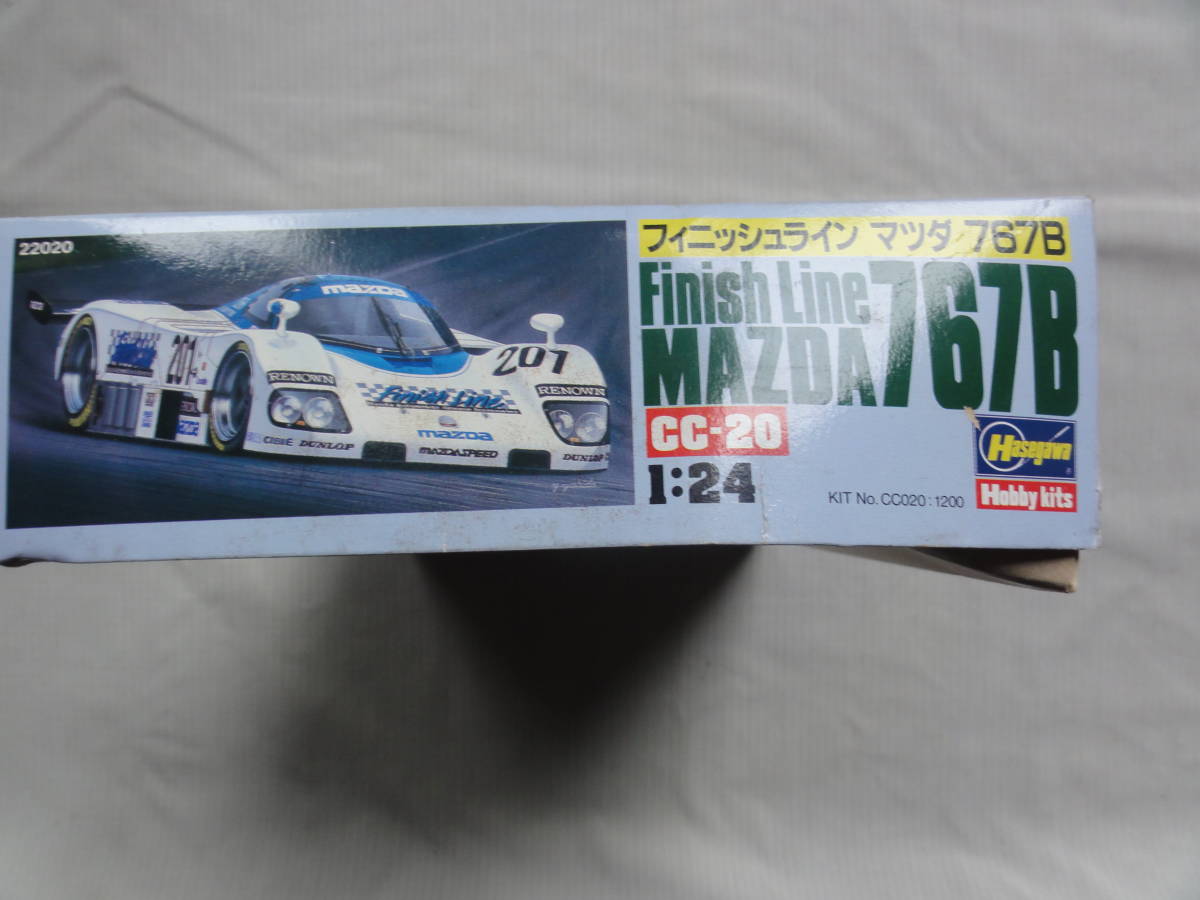 22020
mazda
201
RENOWN
Finish Line
mazda
MAZDASPEED
DUNLOP
201
RENOWN
DUNLOP
フィニッシュライン マツダ 767B
Finish Line
MAZDA 767B
CC-20
1:24
KIT No. CC020:1200
Hasegawa
Hobby kits